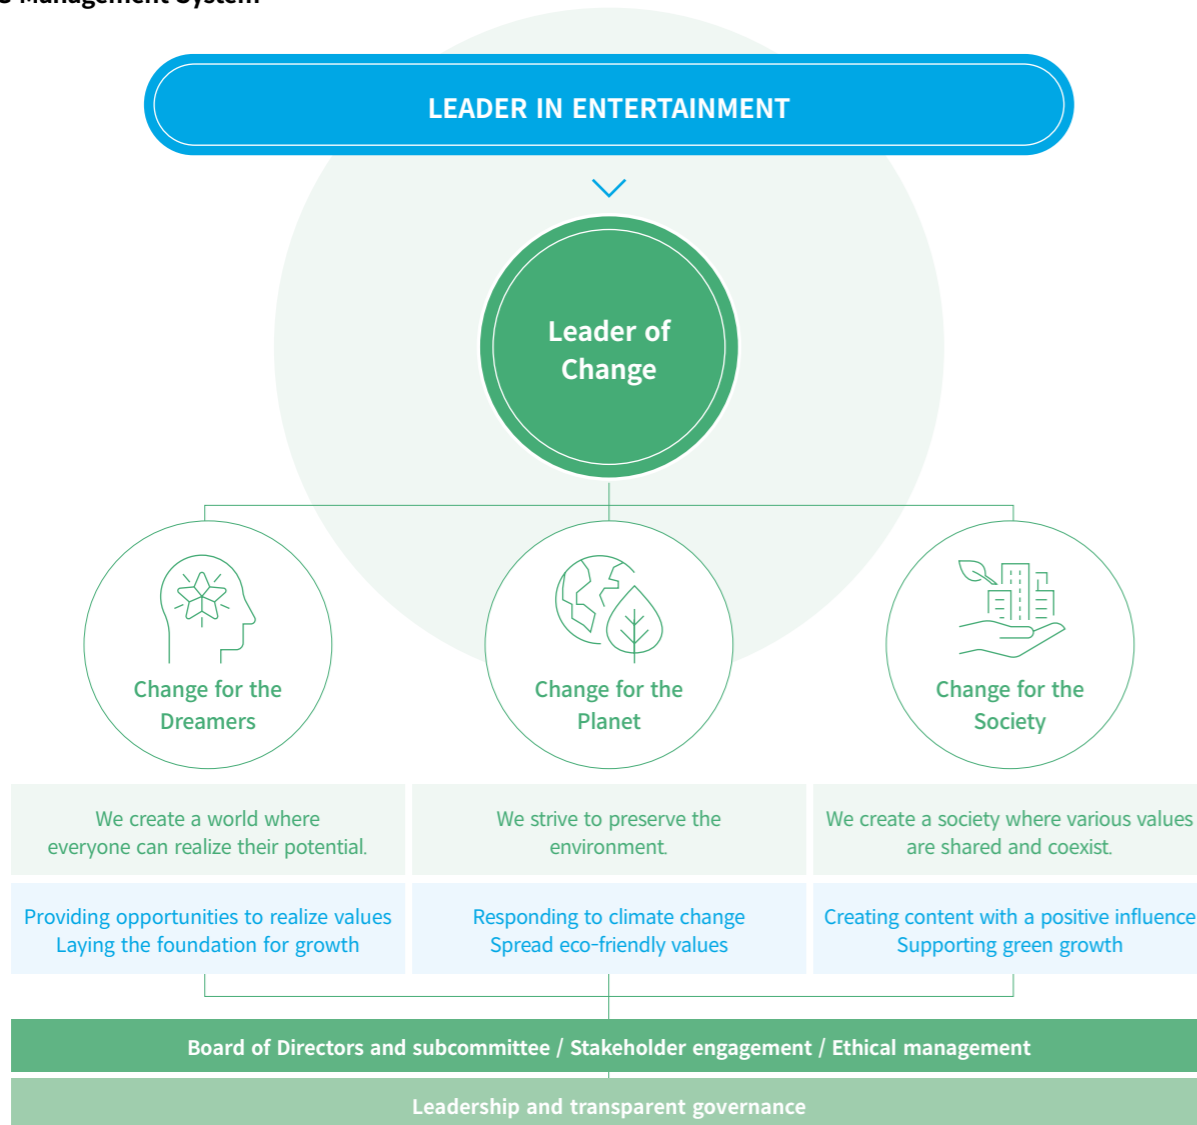 Management System
LEADER IN ENTERTAINMENT
Leader of
Change
Change for the
Dreamers
Change for the
Planet
Change for the
Society
We create a world where
everyone can realize their potential.
We strive to preserve the
environment.
We create a society where various values
are shared and coexist.
Providing opportunities to realize values
Laying the foundation for growth
Responding to climate change
Spread eco-friendly values
Creating content with a positive influence
Supporting green growth
Board of Directors and subcommittee / Stakeholder engagement / Ethical management
Leadership and transparent governance